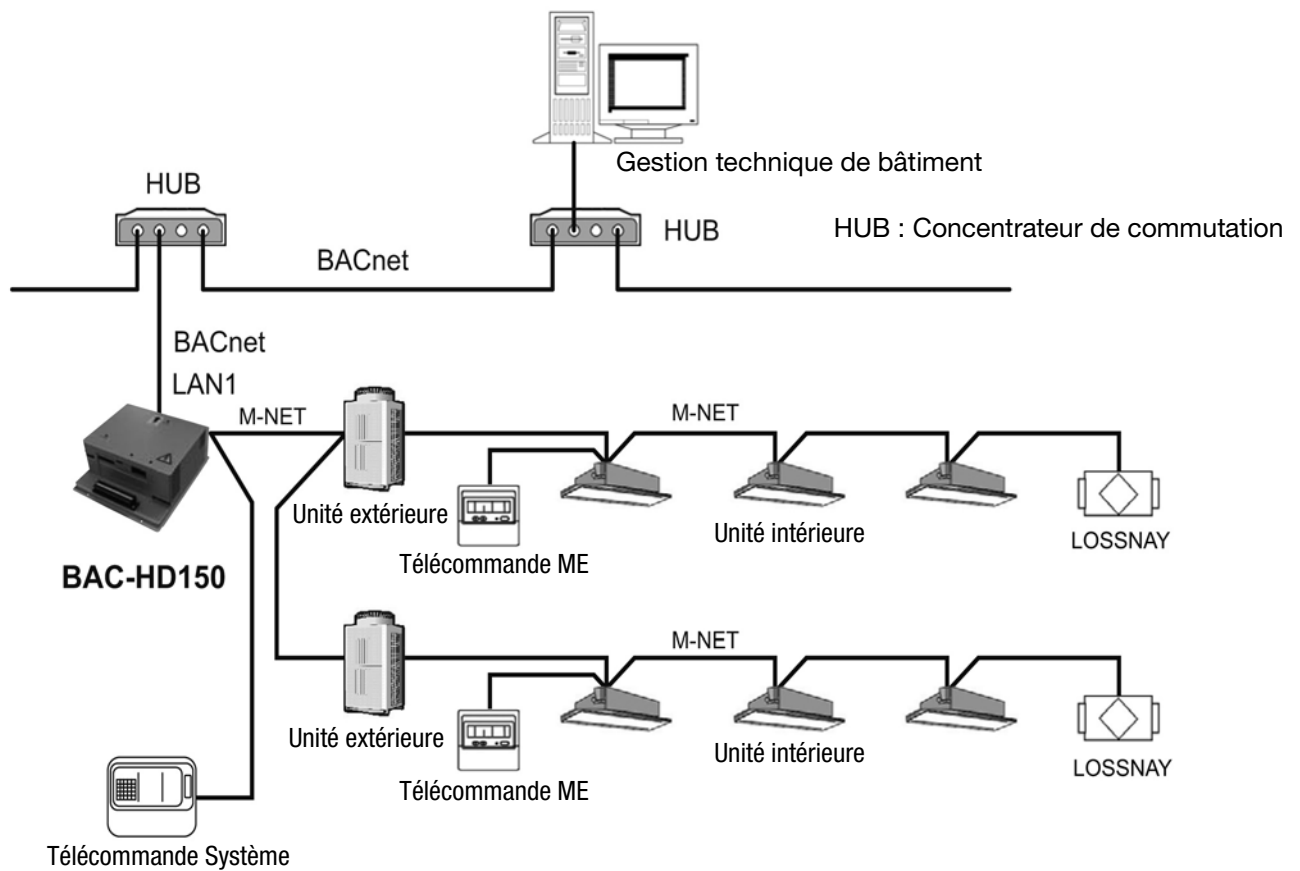 Gestion technique de bâtiment
HUB
HUB
HUB : Concentrateur de commutation
BACnet
BACnet
LAN1
M-NET
M-NET
Unité extérieure
Télécommande ME
Unité intérieure
LOSSNAY
BAC-HD150
M-NET
Unité extérieure
Télécommande ME
Unité intérieure
LOSSNAY
Télécommande Système